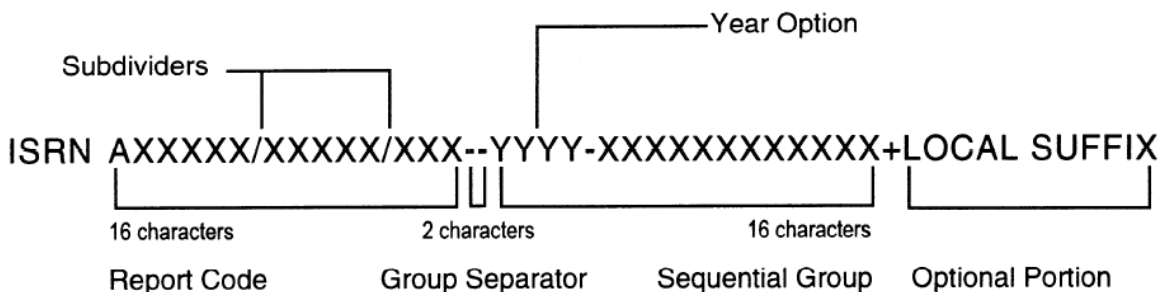 Year Option
Subdividers
ISRN AXXXXX/XXXXX/XXX--YYYY-XXXXXXXXXXXX+LOCAL SUFFIX
16 characters 2 characters 16 characters
Report Code Group Separator Sequential Group Optional Portion